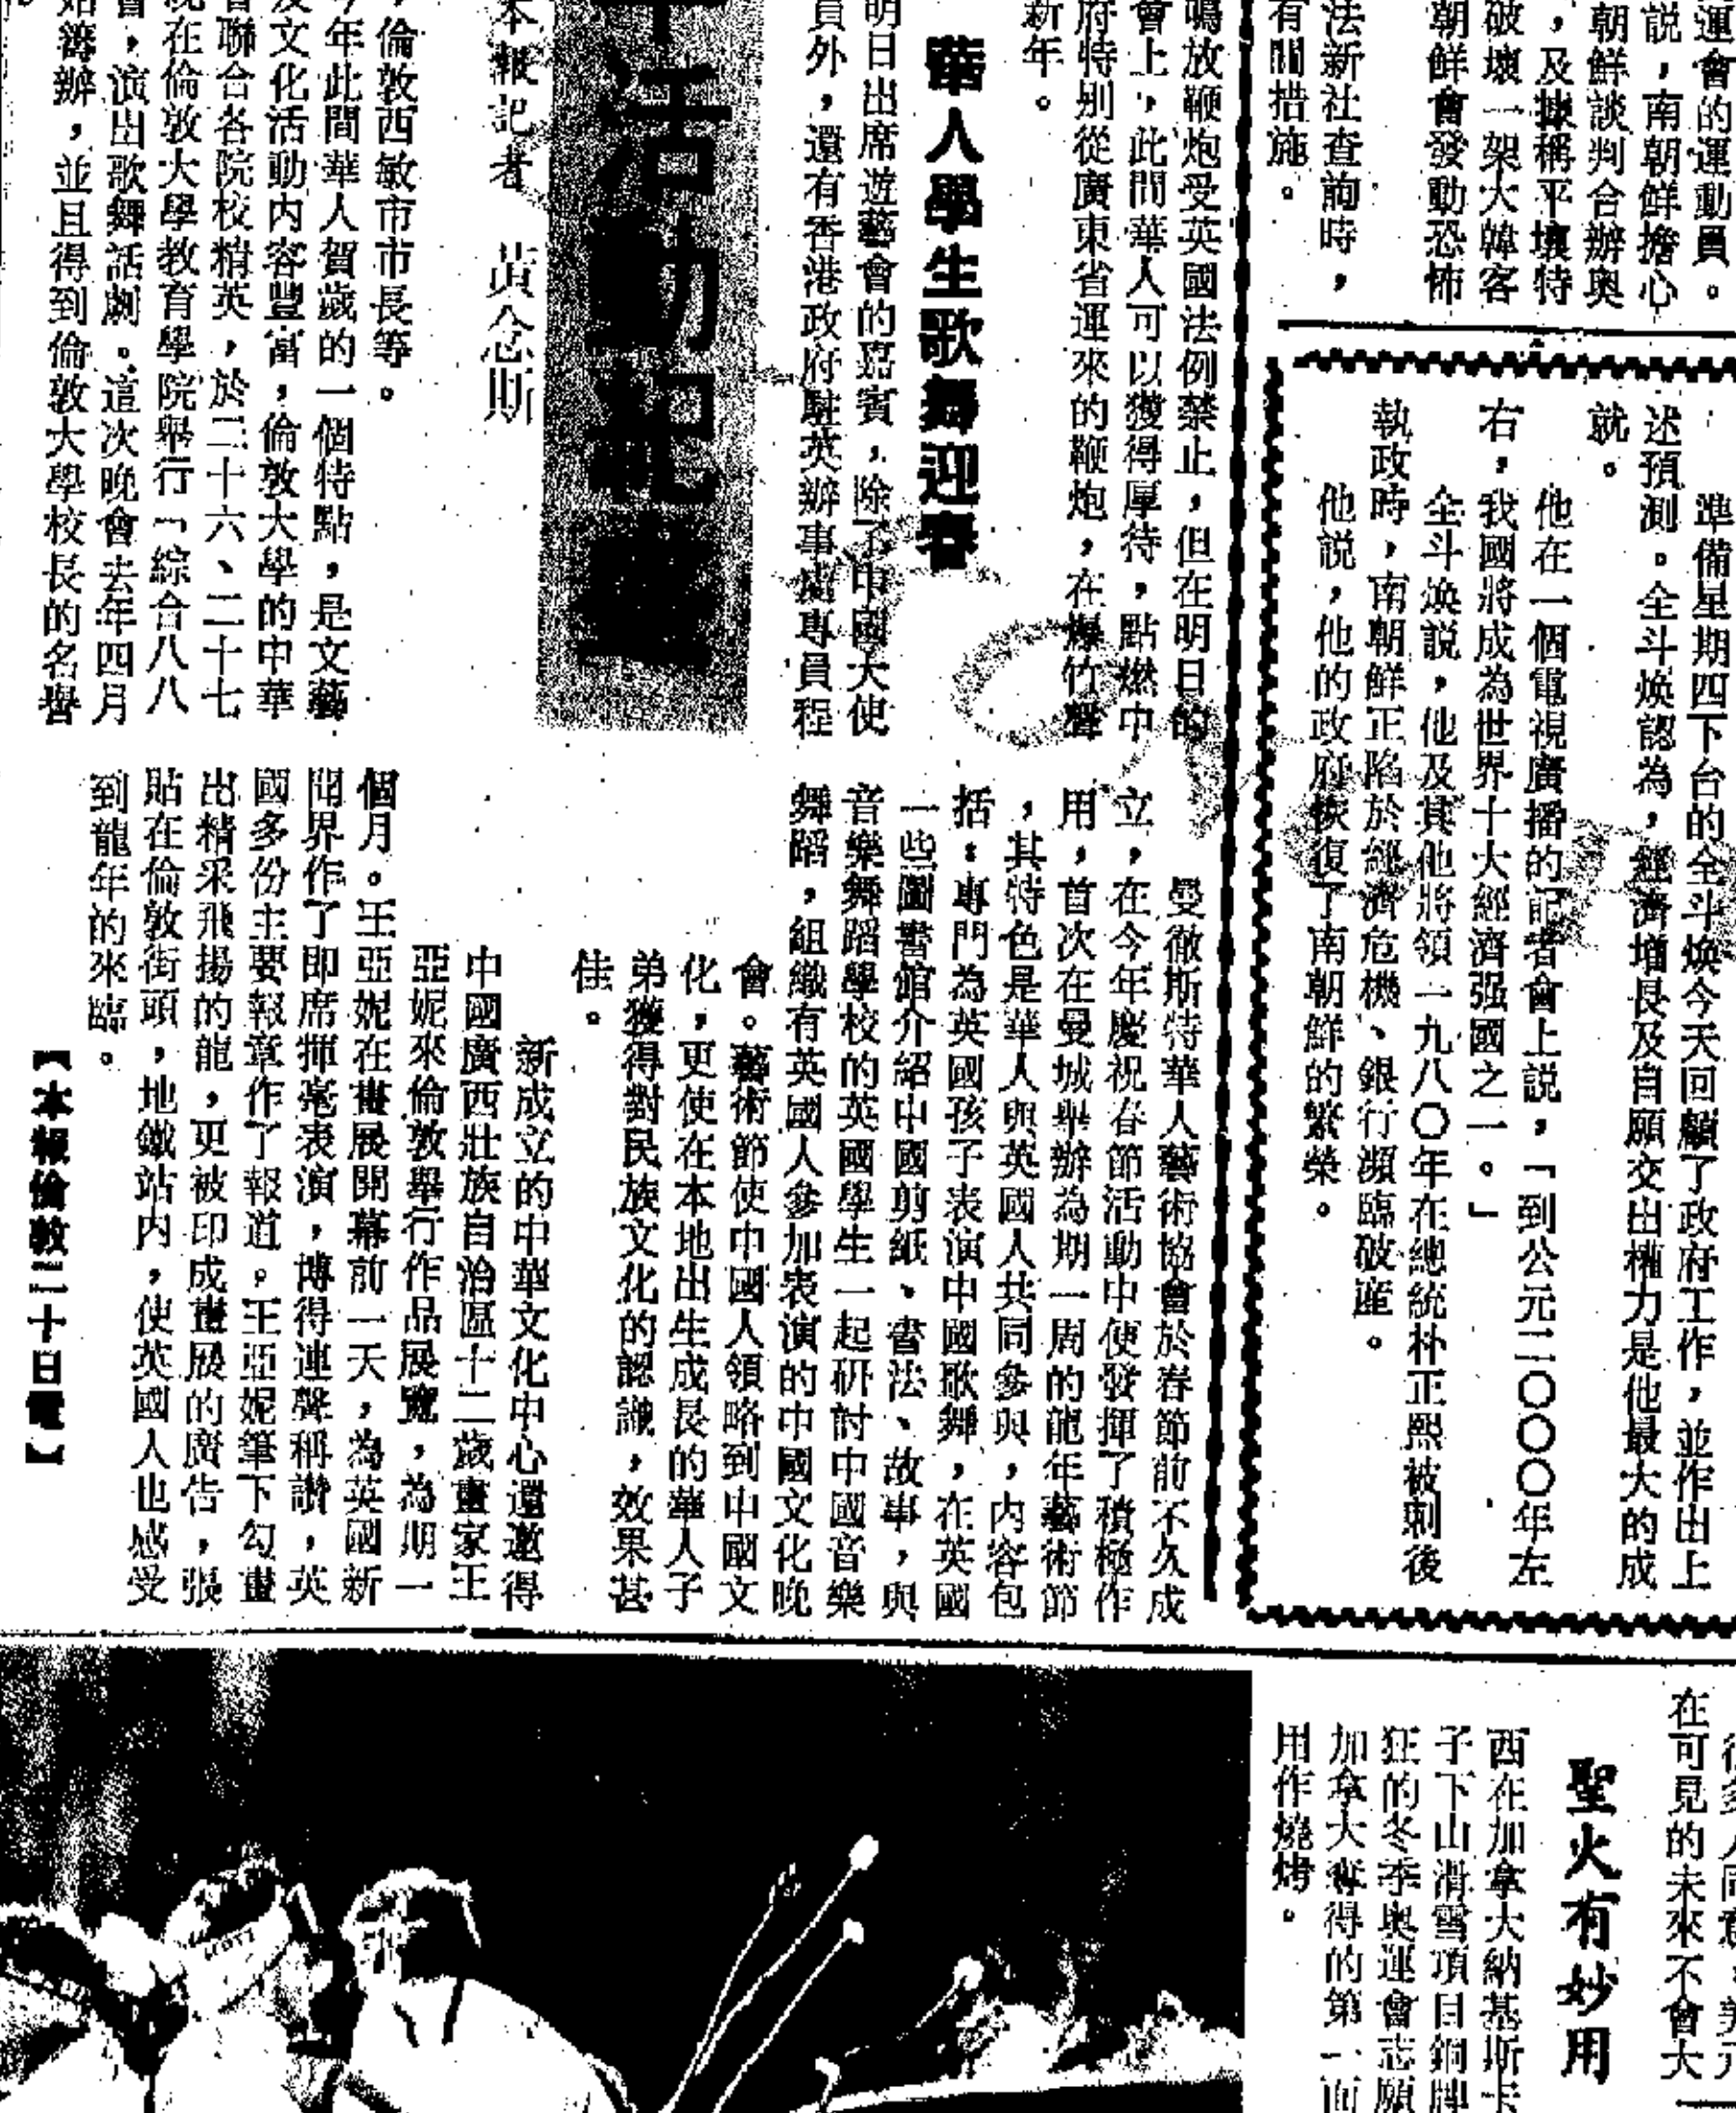 運會的運動員。
說，南朝鮮擔心
朝鮮談判合辦奧
，及據稱平壤特
破壞一架大韓客
朝鮮會發動恐怖
法新社查詢時，
有關措施。
準備星期四下台的全斗煥今天回顧了政府工作，並作出上
述預測。全斗煥認為，經濟增長及自願交出權力是他最大的成
就。
他在一個電視廣播的記者會上說，「到公元二〇〇〇年左
右，我國將成為世界十大經濟强國之一。」
全斗煥說，他及其他將領一九八〇年在總統朴正熙被刺後
執政時，南朝鮮正陷於經濟危機、銀行瀕臨破產。
他說，他的政府恢復了南朝鮮的繁榮。
鳴放鞭炮受英國法例禁止，但在明日的
會上，此間華人可以獲得厚待，點燃中
府特別從廣東省運來的鞭炮，在爆竹聲
新年。
華人學生歌舞迎春
明日出席遊藝會的嘉賓，除了中國大使
員外，還有香港政府駐英辦事處專員程
活動紀盛
本報記者 黃念斯
，倫敦西敏市市長等。
今年此間華人賀歲的一個特點，是文藝
及文化活動內容豐富，倫敦大學的中華
聯合各院校精英，於二十六、二十七
在倫敦大學教育學院舉行「綜合八八
會，演出歌舞話劇。這次晚會去年四月
始籌辦，並且得到倫敦大學校長的名譽
曼徹斯特華人藝術協會於春節前不久成
立，在今年慶祝春節活動中便發揮了積極作
用，首次在曼城舉辦為期一周的龍年藝術節
，其特色是華人與英國人共同參與，內容包
括：專門為英國孩子表演中國歌舞，在英國
一些圖書館介紹中國剪紙、書法、故事，與
音樂舞蹈學校的英國學生一起研討中國音樂
舞蹈，組織有英國人參加表演的中國文化晚
會。藝術節使中國人領略到中國文
化，更使在本地出生成長的華人子
弟獲得對民族文化的認識，效果甚
佳。
新成立的中華文化中心還邀得
中國廣西壯族自治區十二歲畫家王
亞妮來倫敦舉行作品展覽，為期一
個月。王亞妮在畫展開幕前一天，為英國新
聞界作了即席揮毫表演，博得連聲稱讚，英
國多份主要報章作了報道。王亞妮筆下勾畫
出精采飛揚的龍，更被印成畫展的廣告，張
貼在倫敦街頭，地鐵站內，使英國人也感受
到龍年的來臨。
【本報倫敦二十日電】
在可見的未來不會大
聖火有妙用
西在加拿大納基斯卡
子下山滑雪項目銅牌
狂的冬季奧運會志願
加拿大奪得的第一面
用作燒烤。
SCOTT